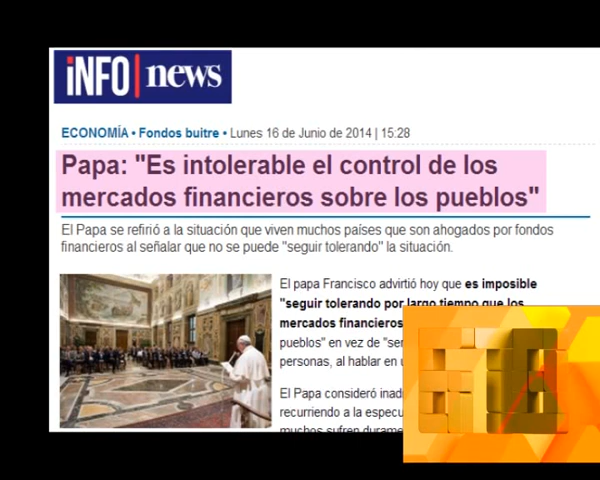 iNFO news
ECONOMÍA • Fondos buitre • Lunes 16 de Junio de 2014 | 15:28
Papa: "Es intolerable el control de los
mercados financieros sobre los pueblos"
El Papa se refirió a la situación que viven muchos países que son ahogados por fondos
financieros al señalar que no se puede "seguir tolerando" la situación.
El papa Francisco advirtió hoy que es imposible
"seguir tolerando por largo tiempo que los
mercados financieros
pueblos" en vez de "ser
personas, al hablar en u
El Papa consideró inad
recurriendo a la especu
muchos sufren durame